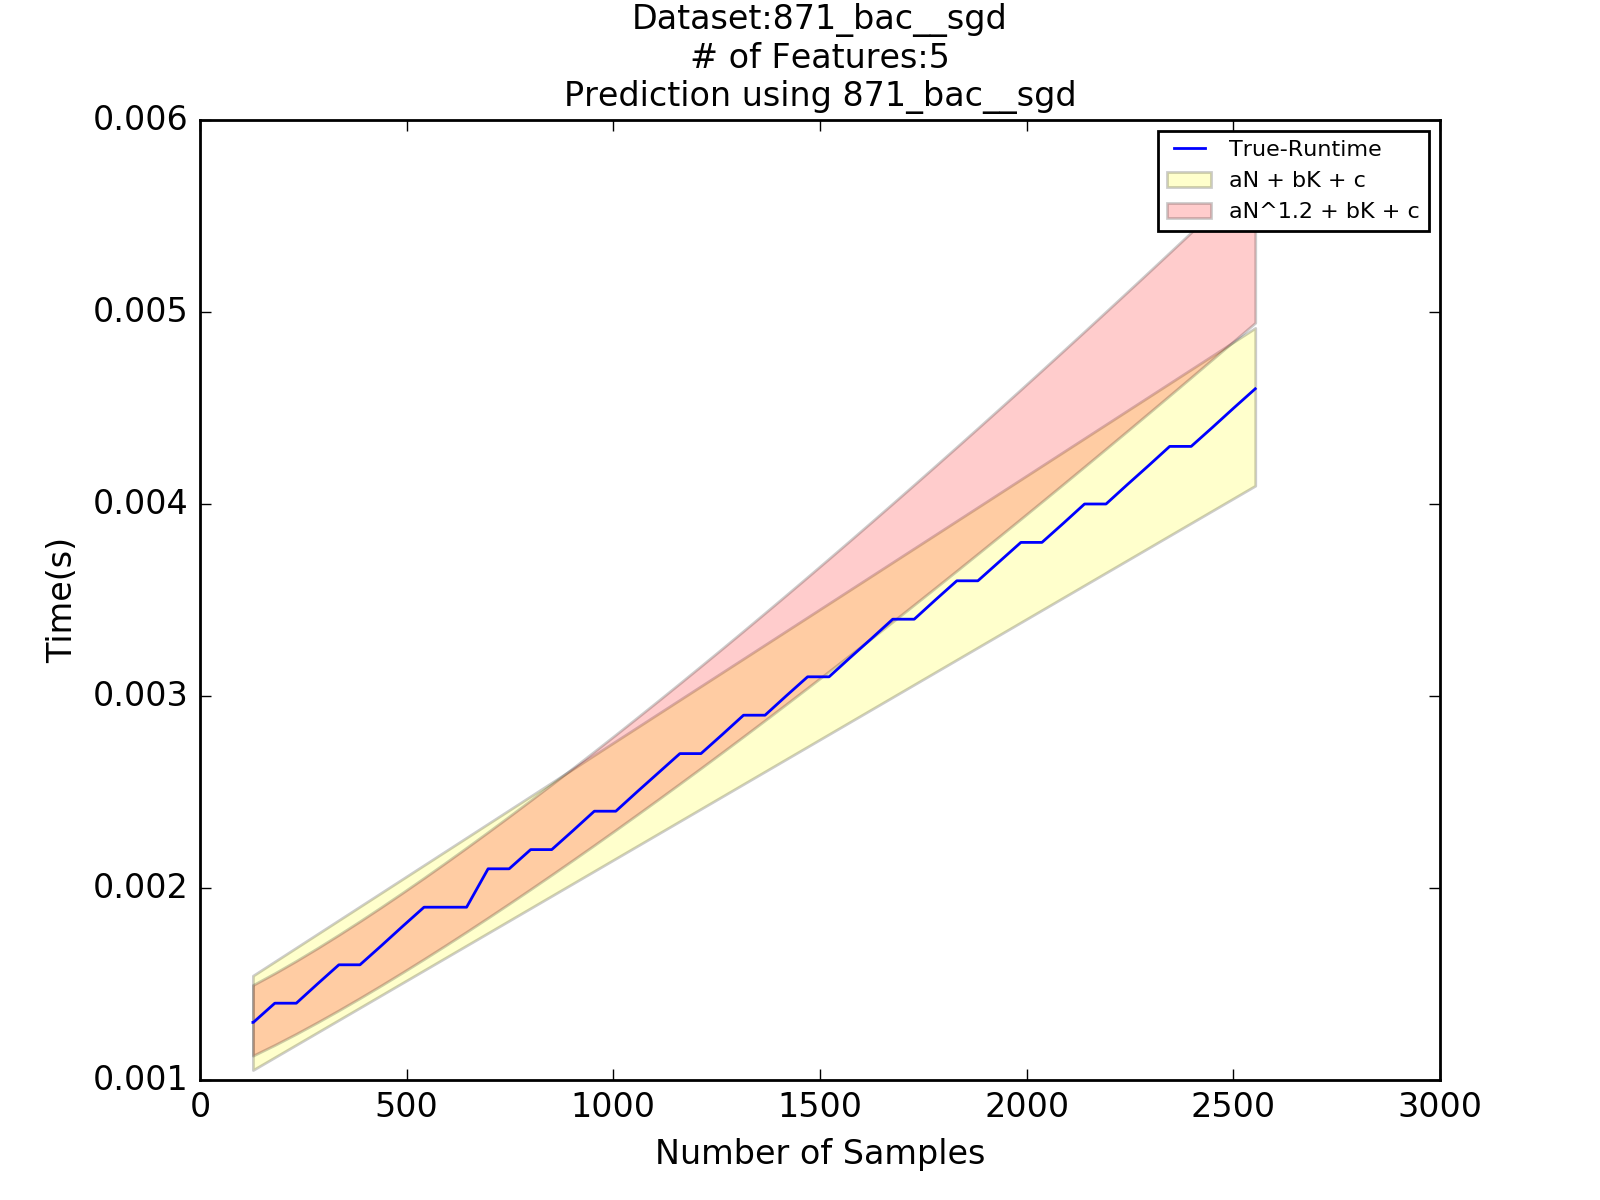 Dataset:871_bac__sgd
# of Features:5
Prediction using 871_bac__sgd
True-Runtime
aN + bK + c
aN^1.2 + bK + c
0.006
0.005
0.004
0.003
0.002
0.001
Time(s)
0 500 1000 1500 2000 2500 3000
Number of Samples